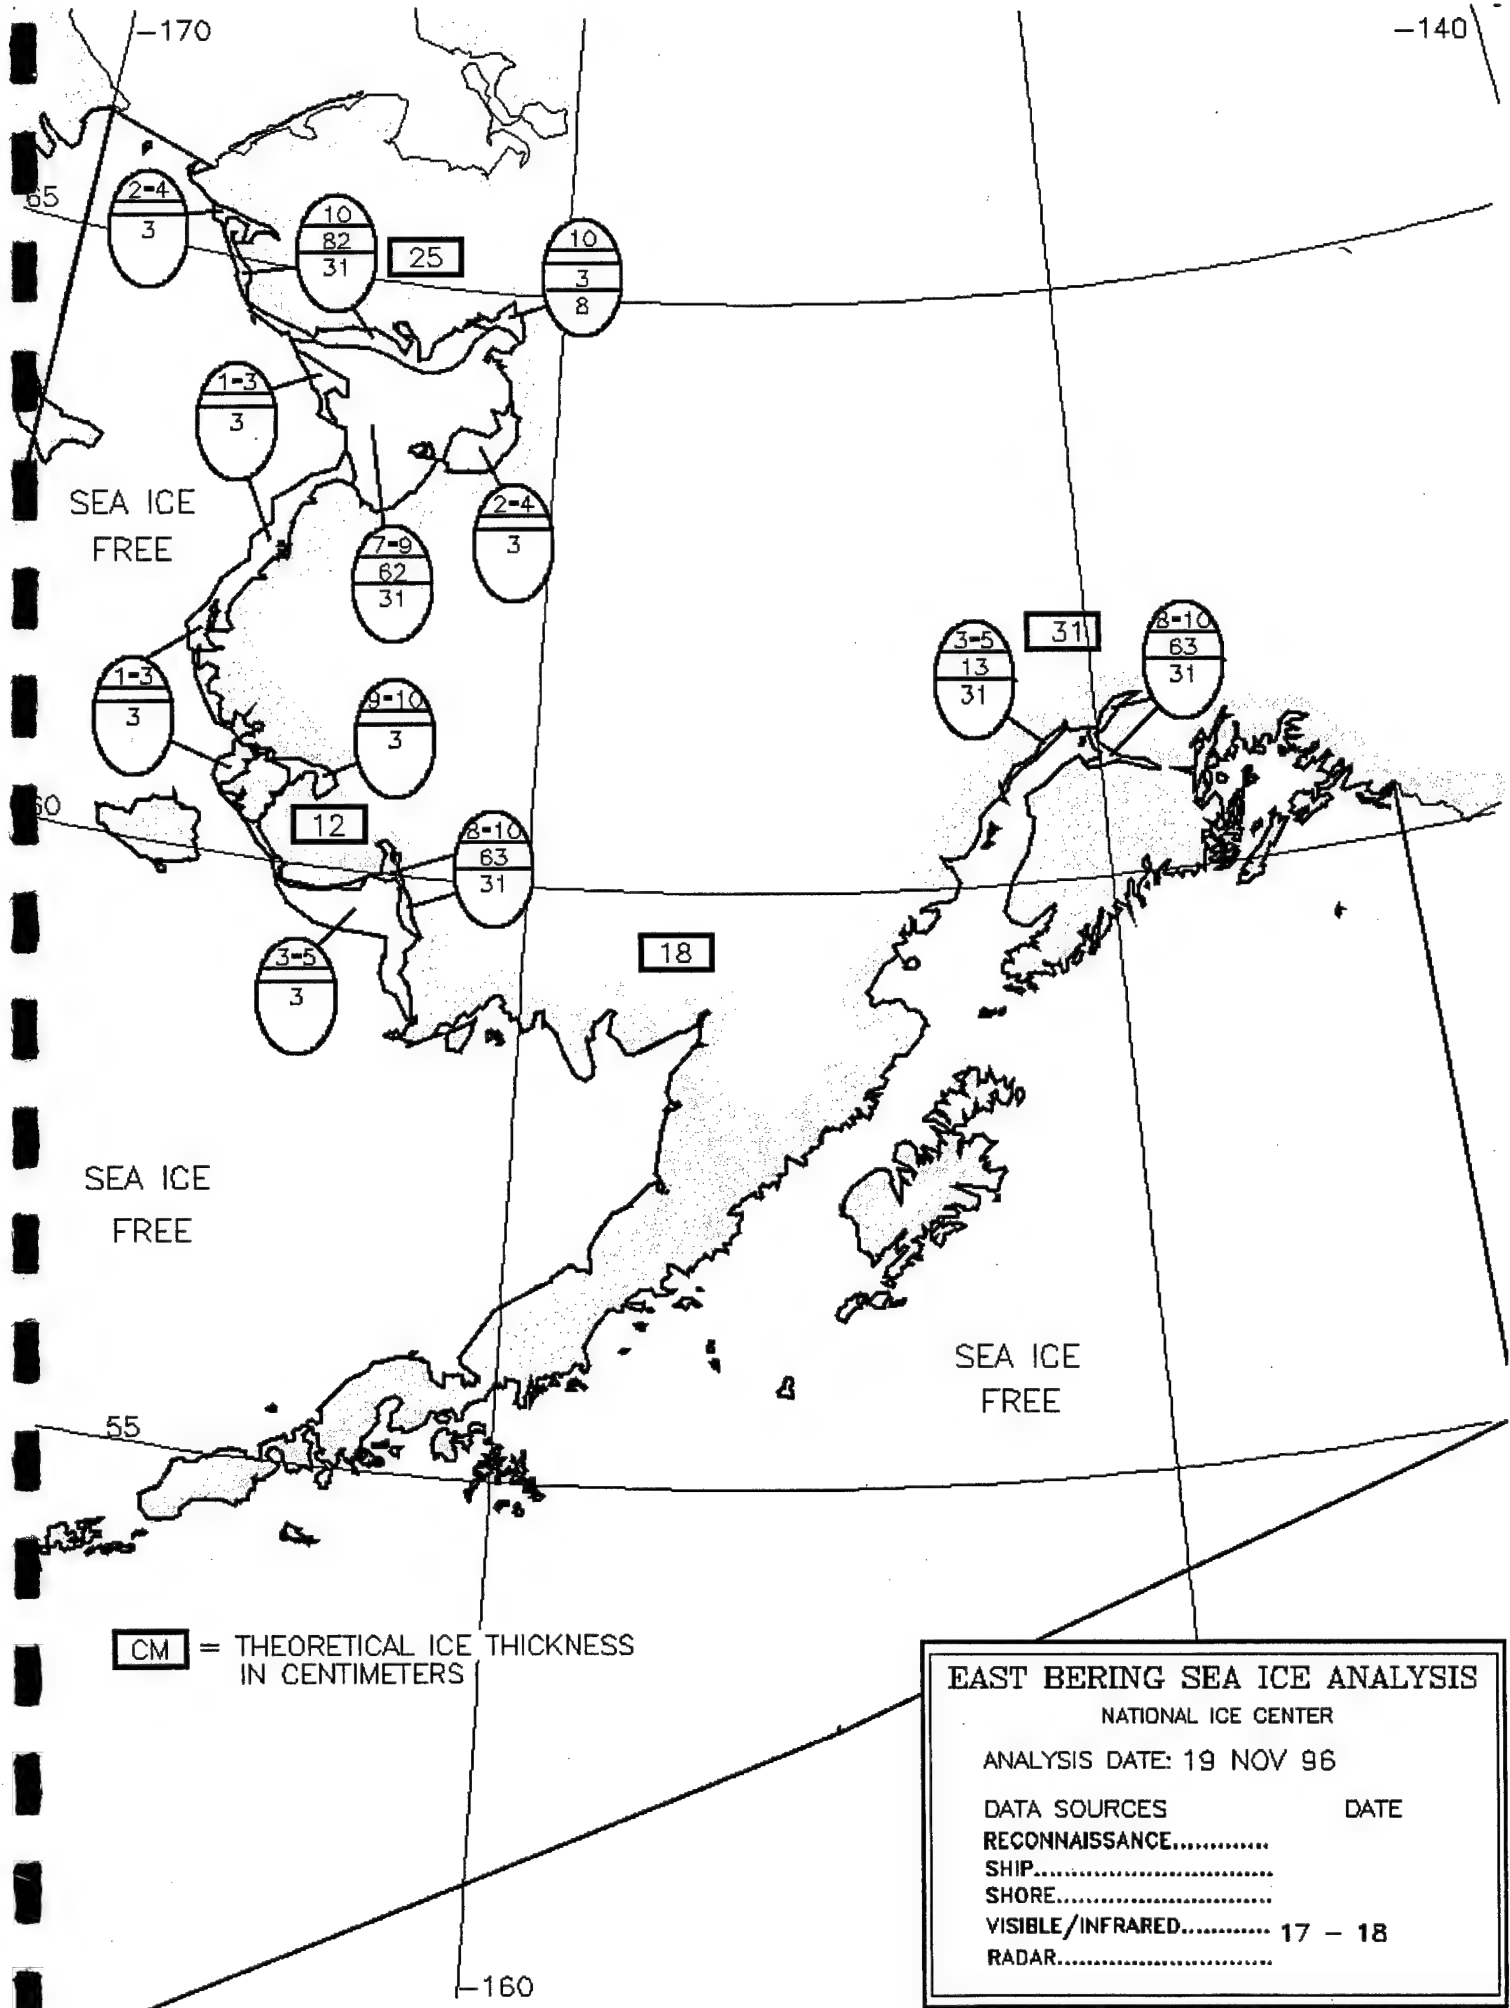 -170
-140
65
2-4
3
10
82
31
25
10
3
8
1-3
3
SEA ICE
FREE
2-4
3
7-9
62
31
31
3-5
13
31
8-10
63
31
1-3
3
9-10
3
60
12
8-10
63
31
18
3-5
3
SEA ICE
FREE
SEA ICE
FREE
55
CM = THEORETICAL ICE THICKNESS
IN CENTIMETERS
EAST BERING SEA ICE ANALYSIS
NATIONAL ICE CENTER
ANALYSIS DATE: 19 NOV 96
DATA SOURCES DATE
RECONNAISSANCE.............
SHIP...............................
SHORE............................
VISIBLE/INFRARED............ 17 - 18
RADAR............................
-160